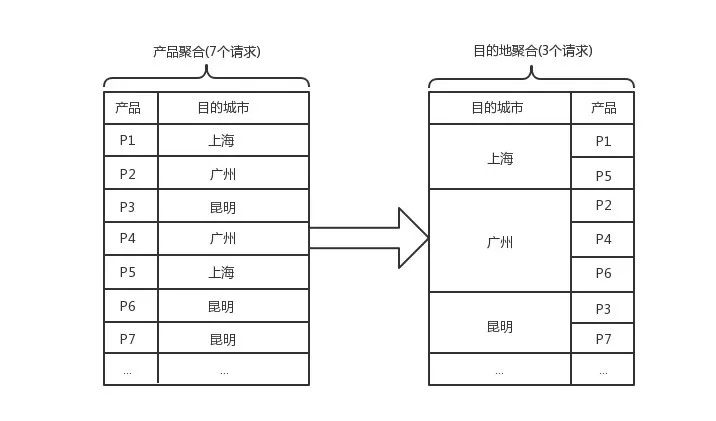 产品聚合(7个请求)
产品 目的城市
P1 上海
P2 广州
P3 昆明
P4 广州
P5 上海
P6 昆明
P7 昆明
... ...
目的地聚合(3个请求)
目的城市 产品
上海 P1
P5
广州 P2
P4
P6
昆明 P3
P7
... ...